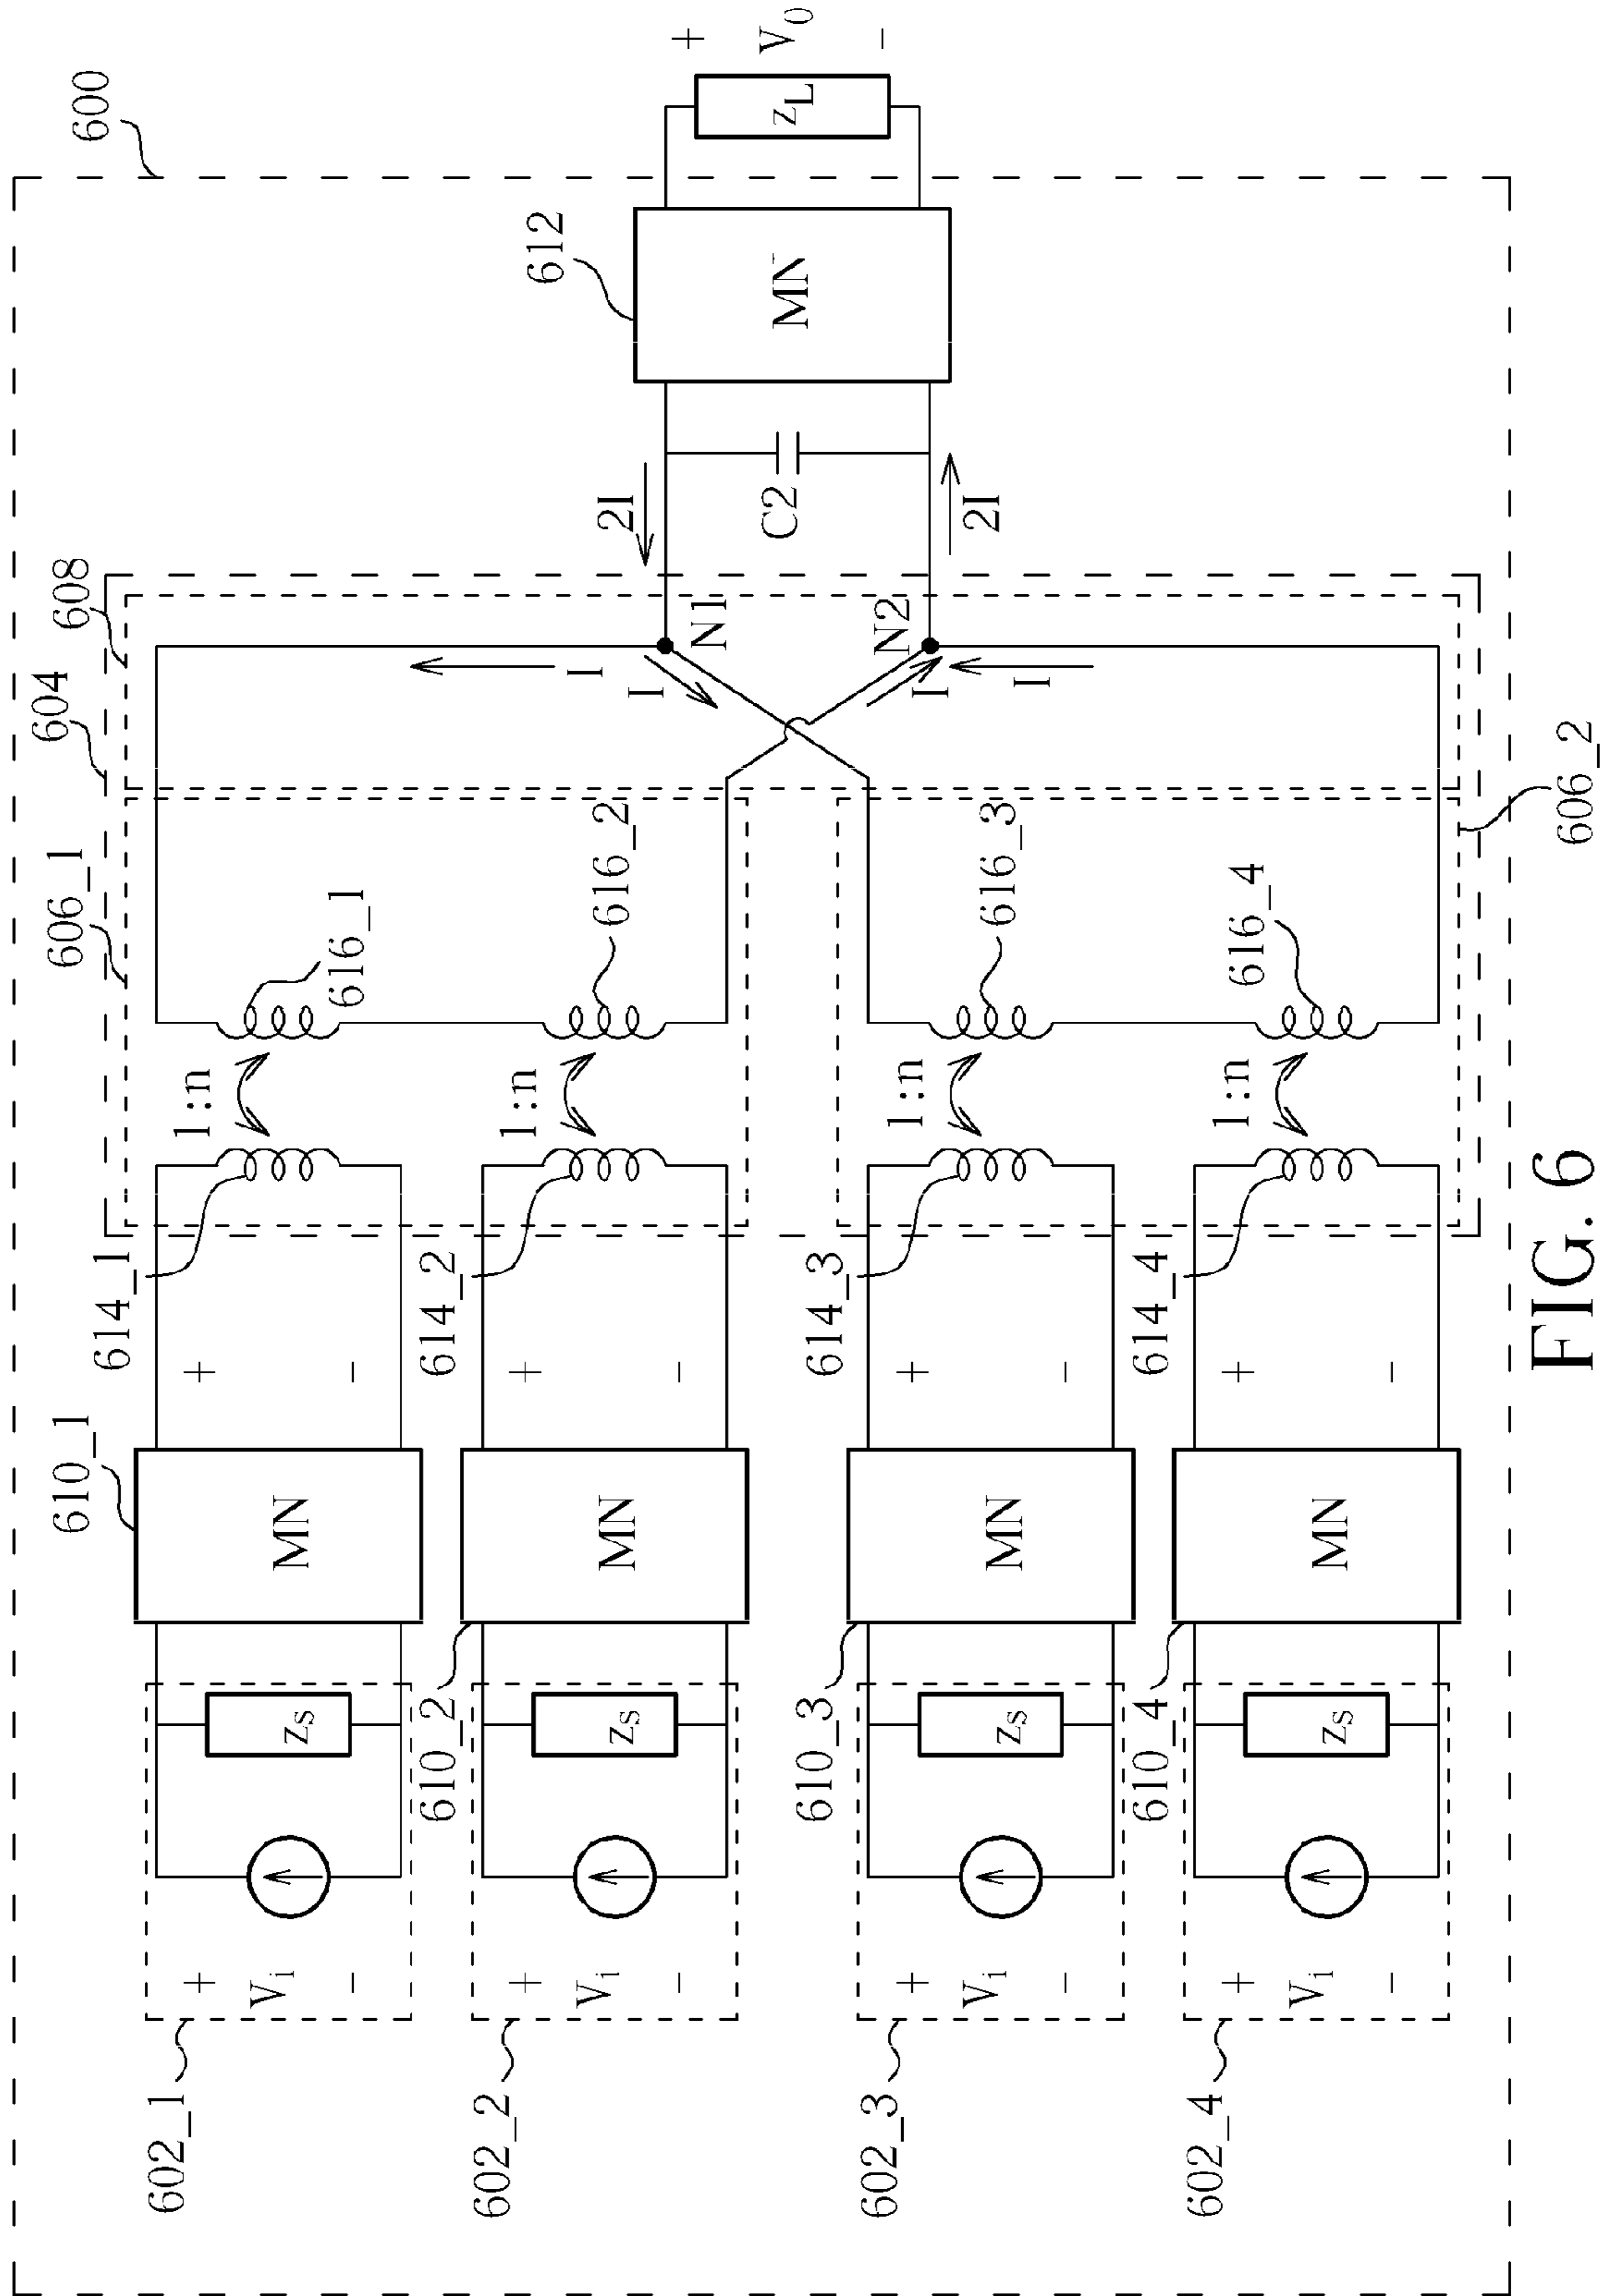 600
+
V0
−
zL
612
MN
2I
C2
2I
608
604
N1
N2
I
I
I
I
606_1
606_2
616_1
616_2
616_3
616_4
1:n
1:n
1:n
1:n
614_1
614_2
614_3
614_4
+ −
+ −
+ −
+ −
610_1
MN
MN
MN
MN
610_2
610_3
610_4
zs
zs
zs
zs
+ Vi −
+ Vi −
+ Vi −
+ Vi −
602_1
602_2
602_3
602_4
FIG. 6